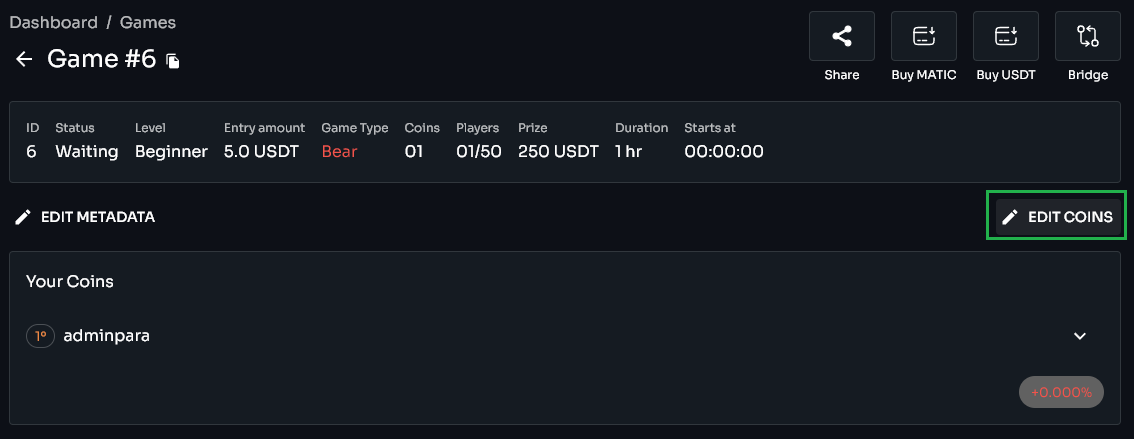 Dashboard / Games
Game #6
Share
Buy MATIC
Buy USDT
Bridge
ID Status Level Entry amount Game Type Coins Players Prize Duration Starts at
6 Waiting Beginner 5.0 USDT Bear 01 01/50 250 USDT 1 hr 00:00:00
EDIT METADATA
EDIT COINS
Your Coins
1º adminpara
+0.000%